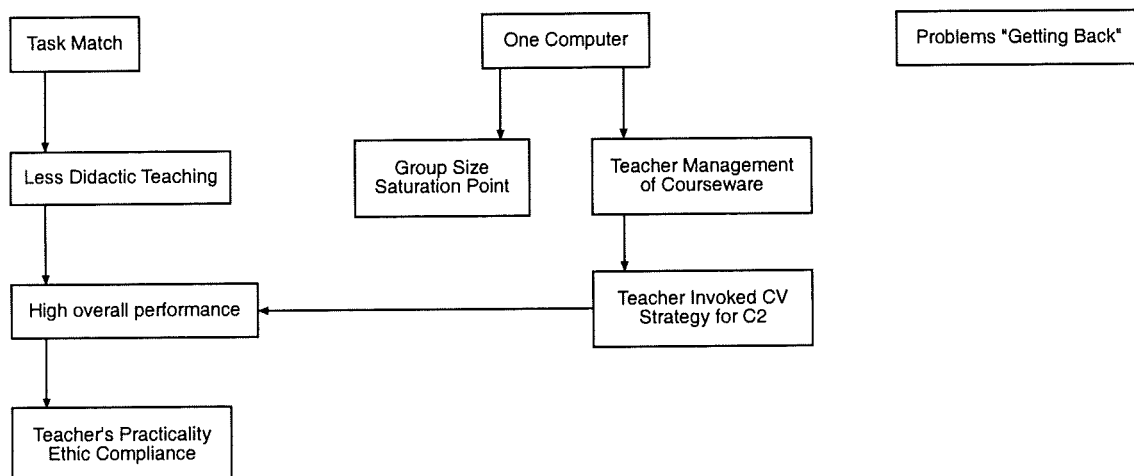 Task Match
One Computer
Problems "Getting Back"
Less Didactic Teaching
Group Size
Saturation Point
Teacher Management
of Courseware
High overall performance
Teacher Invoked CV
Strategy for C2
Teacher's Practicality
Ethic Compliance